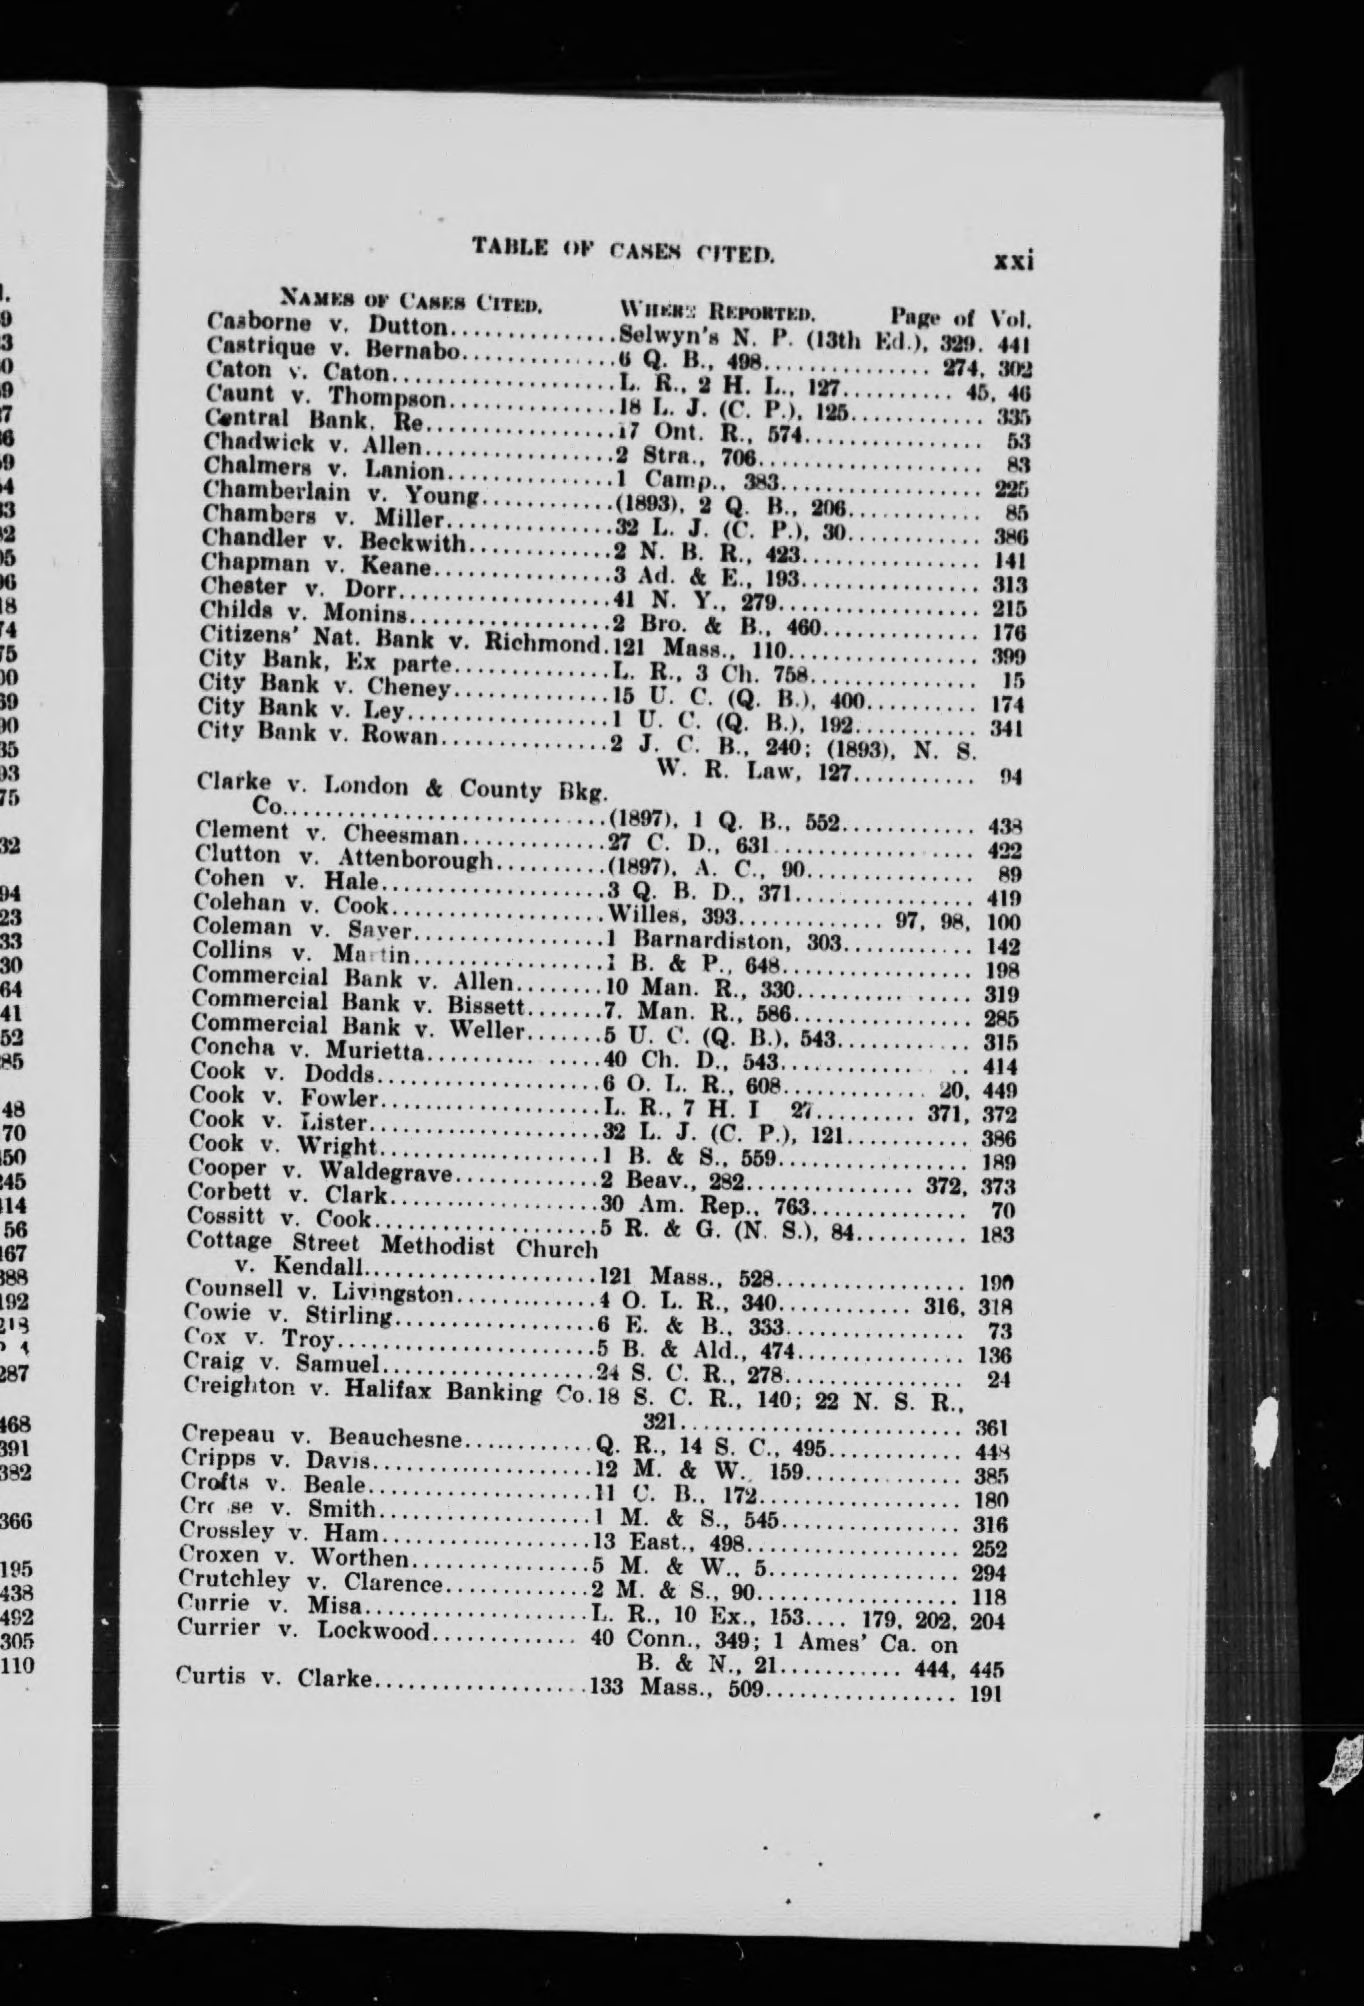 TABLE OF CASES CITED. xxi
NAMES OF CASES CITED. WHERE REPORTED. Page of Vol.
Casborne v. Dutton..............Selwyn's N. P. (13th Ed.), 329. 441
Castrique v. Bernabo..............6 Q. B., 498............... 274, 302
Caton v. Caton...................L. R., 2 H. L., 127.......... 45, 46
Caunt v. Thompson..............18 L. J. (C. P.), 125............ 335
Central Bank, Re................17 Ont. R., 574................ 53
Chadwick v. Allen................2 Stra., 706.................... 83
Chalmers v. Lanion..............1 Camp., 383.................. 225
Chamberlain v. Young............(1893), 2 Q. B., 206............ 85
Chambers v. Miller...............32 L. J. (C. P.), 30............ 386
Chandler v. Beckwith............2 N. B. R., 423................ 141
Chapman v. Keane................3 Ad. & E., 193................ 313
Chester v. Dorr...................41 N. Y., 279.................. 215
Childs v. Monins..................2 Bro. & B., 460.............. 176
Citizens' Nat. Bank v. Richmond.121 Mass., 110................. 399
City Bank, Ex parte..............L. R., 3 Ch. 758............... 15
City Bank v. Cheney..............15 U. C. (Q. B.), 400.......... 174
City Bank v. Ley..................1 U. C. (Q. B.), 192........... 341
City Bank v. Rowan...............2 J. C. B., 240; (1893), N. S.
W. R. Law, 127........... 94
Clarke v. London & County Bkg.
Co............................(1897), 1 Q. B., 552............ 438
Clement v. Cheesman.............27 C. D., 631.................. 422
Clutton v. Attenborough..........(1897), A. C., 90............... 89
Cohen v. Hale....................3 Q. B. D., 371................ 419
Colehan v. Cook...................Willes, 393............. 97, 98, 100
Coleman v. Sayer.................1 Barnardiston, 303............ 142
Collins v. Martin.................1 B. & P., 648................. 198
Commercial Bank v. Allen........10 Man. R., 330................ 319
Commercial Bank v. Bissett.......7. Man. R., 586................ 285
Commercial Bank v. Weller.......5 U. C. (Q. B.), 543............ 315
Concha v. Murietta...............40 Ch. D., 543................. 414
Cook v. Dodds....................6 O. L. R., 608............. 20, 449
Cook v. Fowler...................L. R., 7 H. 27......... 371, 372
Cook v. Lister....................32 L. J. (C. P.), 121........... 386
Cook v. Wright...................1 B. & S., 559................. 189
Cooper v. Waldegrave.............2 Beav., 282............... 372, 373
Corbett v. Clark..................30 Am. Rep., 763.............. 70
Cossitt v. Cook....................5 R. & G. (N. S.), 84.......... 183
Cottage Street Methodist Church
v. Kendall.....................121 Mass., 528................. 190
Counsell v. Livingston............4 O. L. R., 340............ 316, 318
Cowie v. Stirling..................6 E. & B., 333................ 73
Cox v. Troy.......................5 B. & Ald., 474............... 136
Craig v. Samuel...................24 S. C. R., 278................ 24
Creighton v. Halifax Banking Co.18 S. C. R., 140; 22 N. S. R.,
321......................... 361
Crepeau v. Beauchesne...........Q. R., 14 S. C., 495............ 448
Cripps v. Davis...................12 M. & W., 159.............. 385
Crofts v. Beale....................11 C. B., 172.................. 180
v. Smith...................1 M. & S., 545................ 316
Crossley v. Ham..................13 East., 498................... 252
Croxen v. Worthen...............5 M. & W., 5................. 294
Crutchley v. Clarence.............2 M. & S., 90.................. 118
Currie v. Misa....................L. R., 10 Ex., 153.... 179, 202, 204
Currier v. Lockwood............. 40 Conn., 349; 1 Ames' Ca. on
B. & N., 21........... 444, 445
Curtis v. Clarke...................133 Mass., 509................. 191